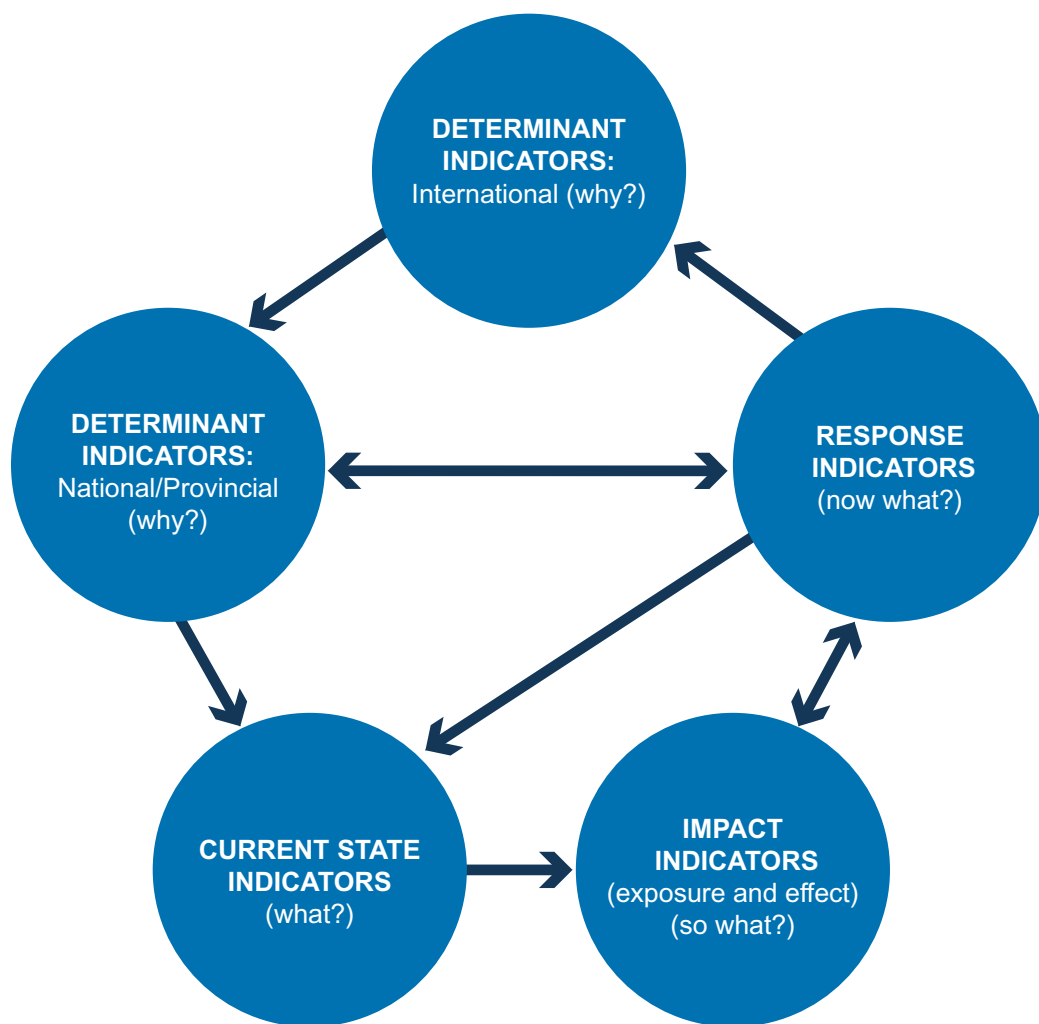 DETERMINANT
INDICATORS:
International (why?)
DETERMINANT
INDICATORS:
National/Provincial
(why?)
RESPONSE
INDICATORS
(now what?)
CURRENT STATE
INDICATORS
(what?)
IMPACT
INDICATORS
(exposure and effect)
(so what?)